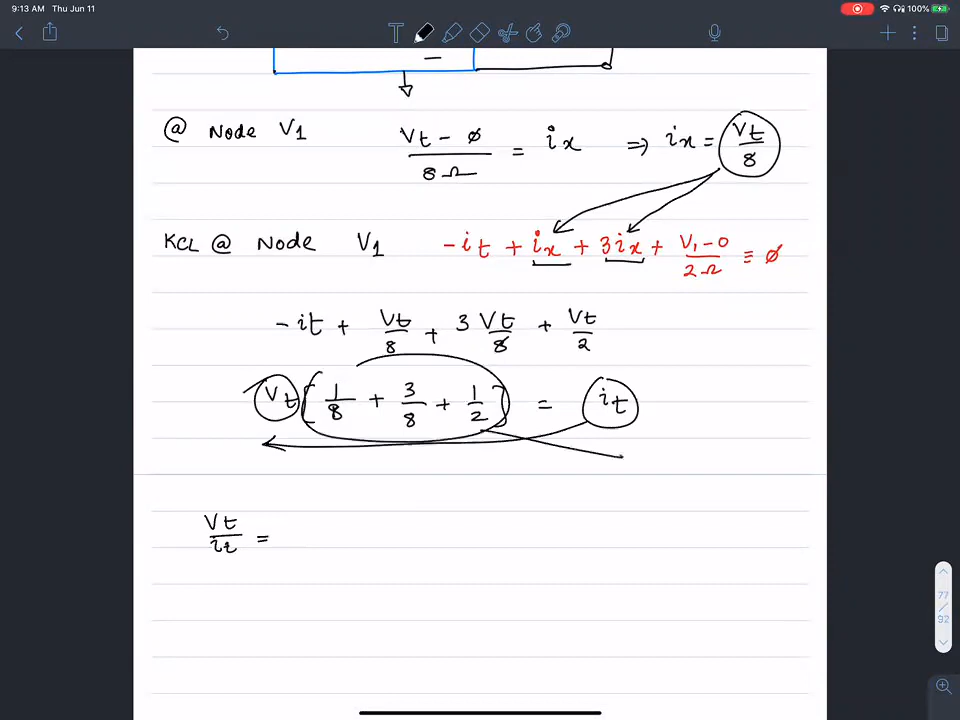 9:13 AM Thu Jun 11
100%
T
@ Node V1 Vt - ø / 8Ω = ix ⇒ ix = Vt / 8
KCL @ Node V1 -it + ix + 3ix + V1-0 / 2Ω = ø
-it + Vt/8 + 3 Vt/8 + Vt/2
Vt [ 1/8 + 3/8 + 1/2 ] = it
Vt / it =
77
/
92